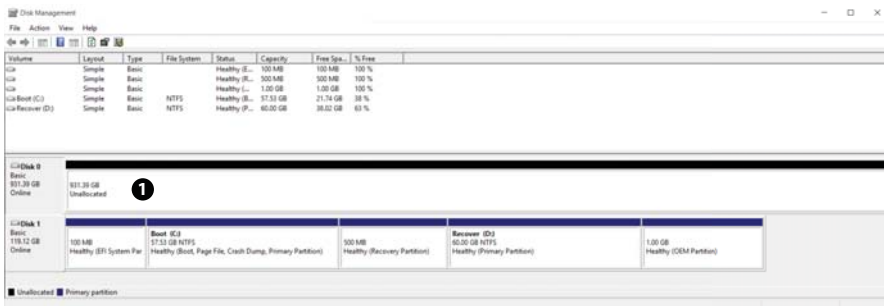 Disk Management
File Action View Help
Volume Layout Type File System Status Capacity Free Spa... % Free
Simple Basic Healthy (E... 100 MB 100 MB 100 %
Simple Basic Healthy (R... 500 MB 500 MB 100 %
Simple Basic Healthy (... 1.00 GB 1.00 GB 100 %
Boot (C:) Simple Basic NTFS Healthy (B... 57.53 GB 21.74 GB 38 %
Recover (D:) Simple Basic NTFS Healthy (P... 60.00 GB 38.02 GB 63 %
Disk 0
Basic
931.39 GB
Online
931.39 GB
Unallocated
1
Disk 1
Basic
119.12 GB
Online
100 MB
Healthy (EFI System Par
Boot (C:)
57.53 GB NTFS
Healthy (Boot, Page File, Crash Dump, Primary Partition)
500 MB
Healthy (Recovery Partition)
Recover (D:)
60.00 GB NTFS
Healthy (Primary Partition)
1.00 GB
Healthy (OEM Partition)
Unallocated Primary partition